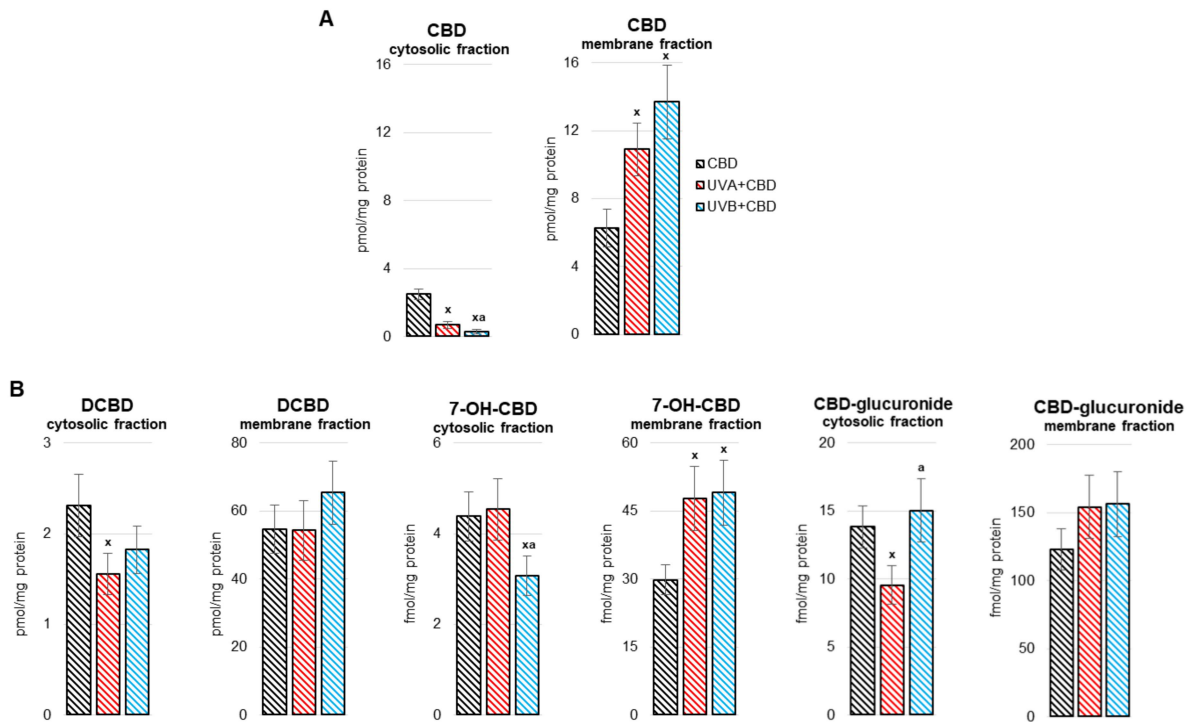 A
CBD
cytosolic fraction
16
12
8
4
0
pmol/mg protein
x
xa
CBD
membrane fraction
16
12
8
4
0
pmol/mg protein
x
x
CBD
UVA+CBD
UVB+CBD
B
DCBD
cytosolic fraction
3
2
1
0
pmol/mg protein
x
DCBD
membrane fraction
80
60
40
20
0
pmol/mg protein
7-OH-CBD
cytosolic fraction
6
4
2
0
fmol/mg protein
xa
7-OH-CBD
membrane fraction
60
45
30
15
0
fmol/mg protein
x
x
CBD-glucuronide
cytosolic fraction
20
15
10
5
0
fmol/mg protein
x
a
CBD-glucuronide
membrane fraction
200
150
100
50
0
fmol/mg protein